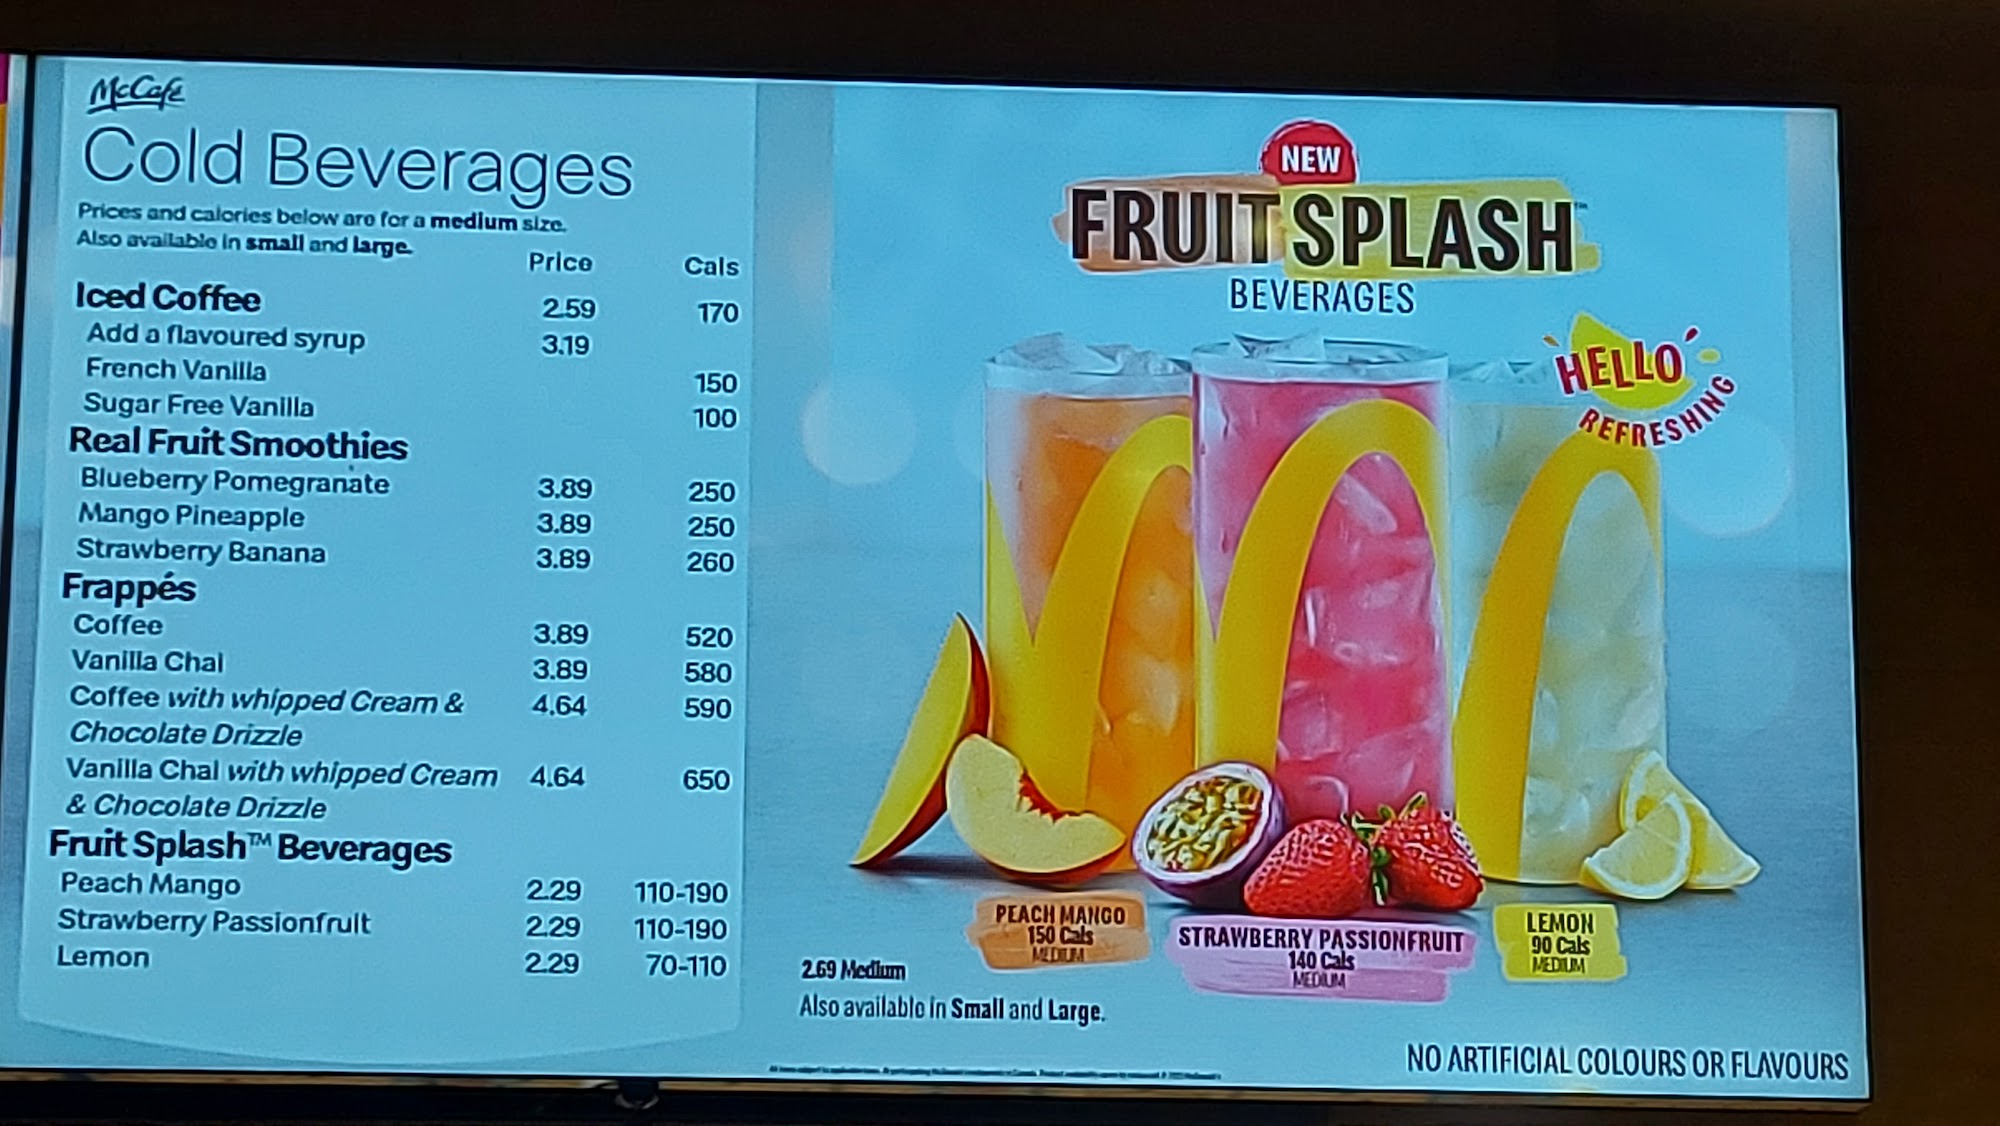 McCafé
Cold Beverages
Prices and calories below are for a medium size.
Also available in small and large.
Price Cals
Iced Coffee 2.59 170
Add a flavoured syrup 3.19
French Vanilla 150
Sugar Free Vanilla 100
Real Fruit Smoothies
Blueberry Pomegranate 3.89 250
Mango Pineapple 3.89 250
Strawberry Banana 3.89 260
Frappés
Coffee 3.89 520
Vanilla Chai 3.89 580
Coffee with whipped Cream & 4.64 590
Chocolate Drizzle
Vanilla Chai with whipped Cream 4.64 650
& Chocolate Drizzle
Fruit Splash™ Beverages
Peach Mango 2.29 110-190
Strawberry Passionfruit 2.29 110-190
Lemon 2.29 70-110
NEW
FRUIT SPLASH™
BEVERAGES
HELLO
REFRESHING
PEACH MANGO
150 Cals
MEDIUM
STRAWBERRY PASSIONFRUIT
140 Cals
MEDIUM
LEMON
90 Cals
MEDIUM
2.69 Medium
Also available in Small and Large.
NO ARTIFICIAL COLOURS OR FLAVOURS